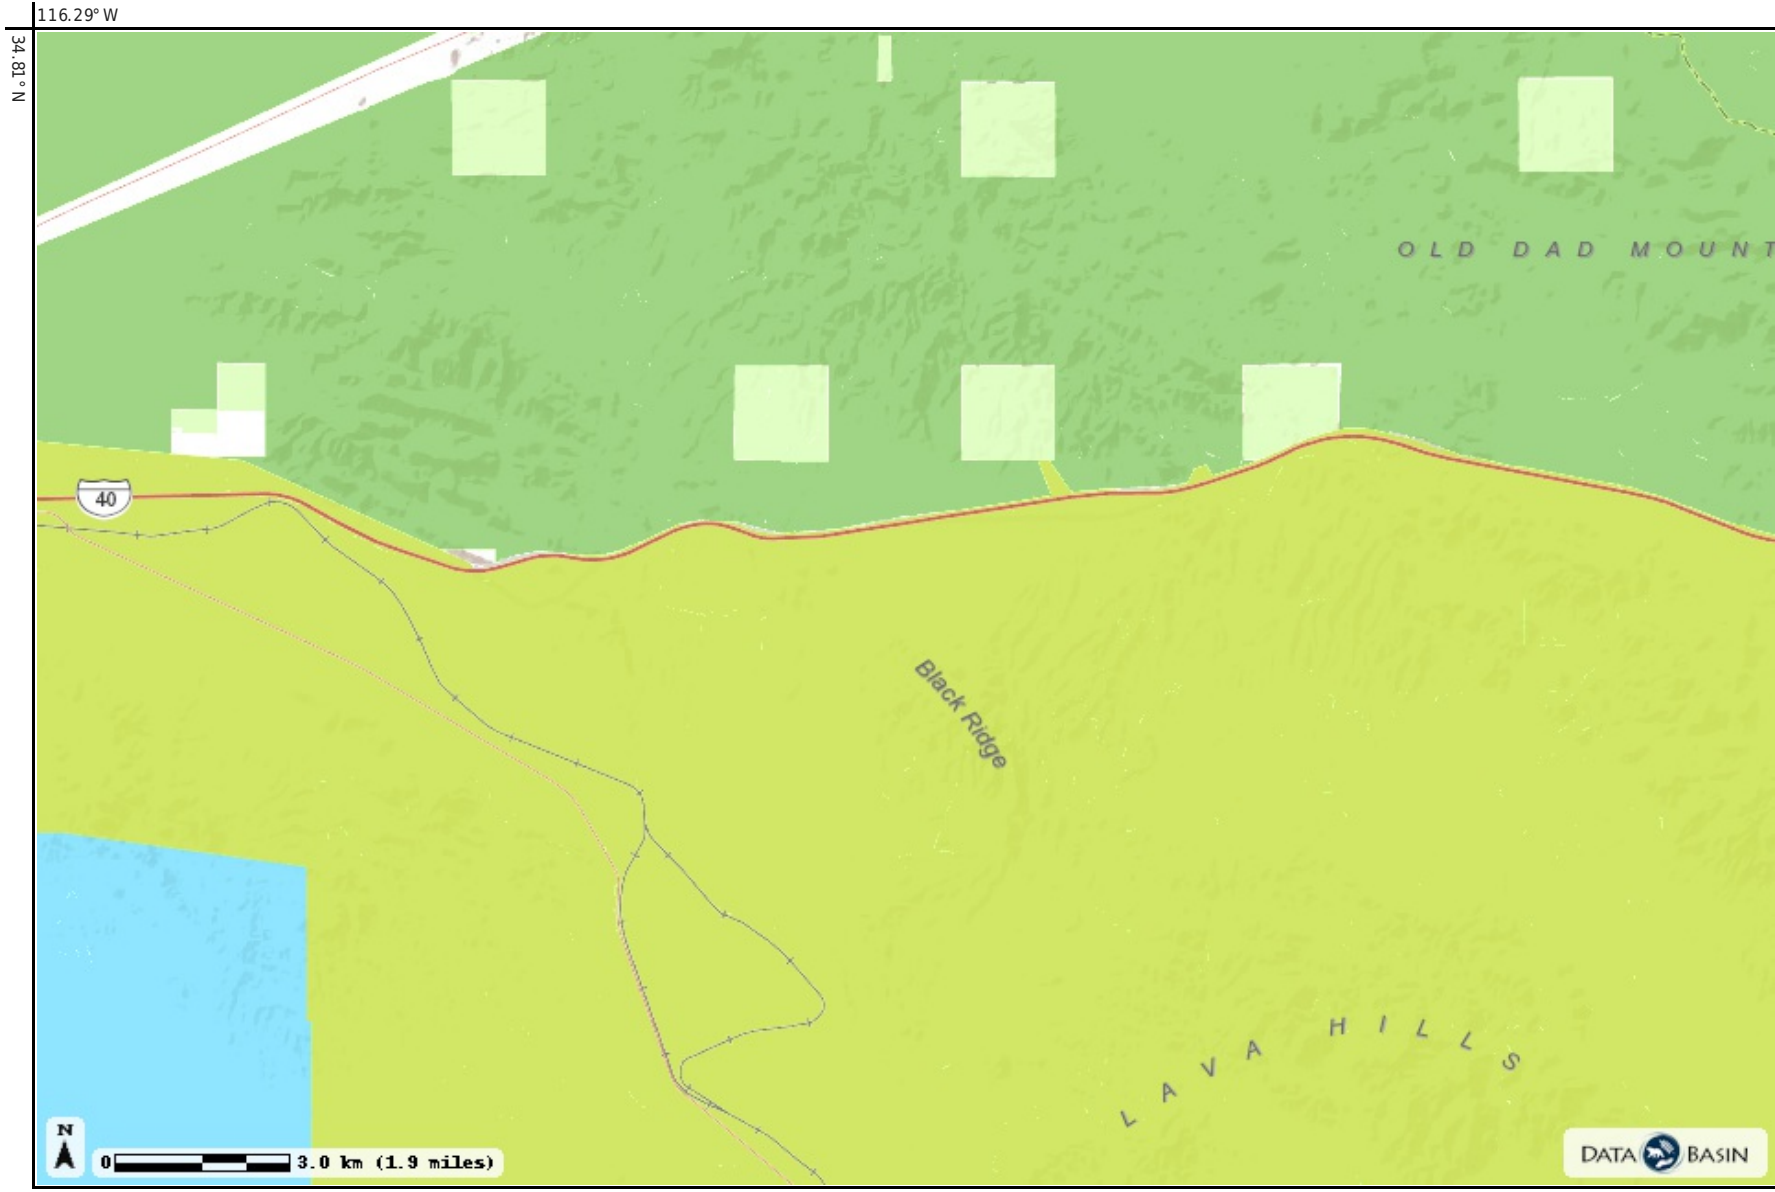 116.29° W
34.81° N
OLD DAD MOUNT
40
Black Ridge
LAVA HILLS
N
0 3.0 km (1.9 miles)
DATA BASIN